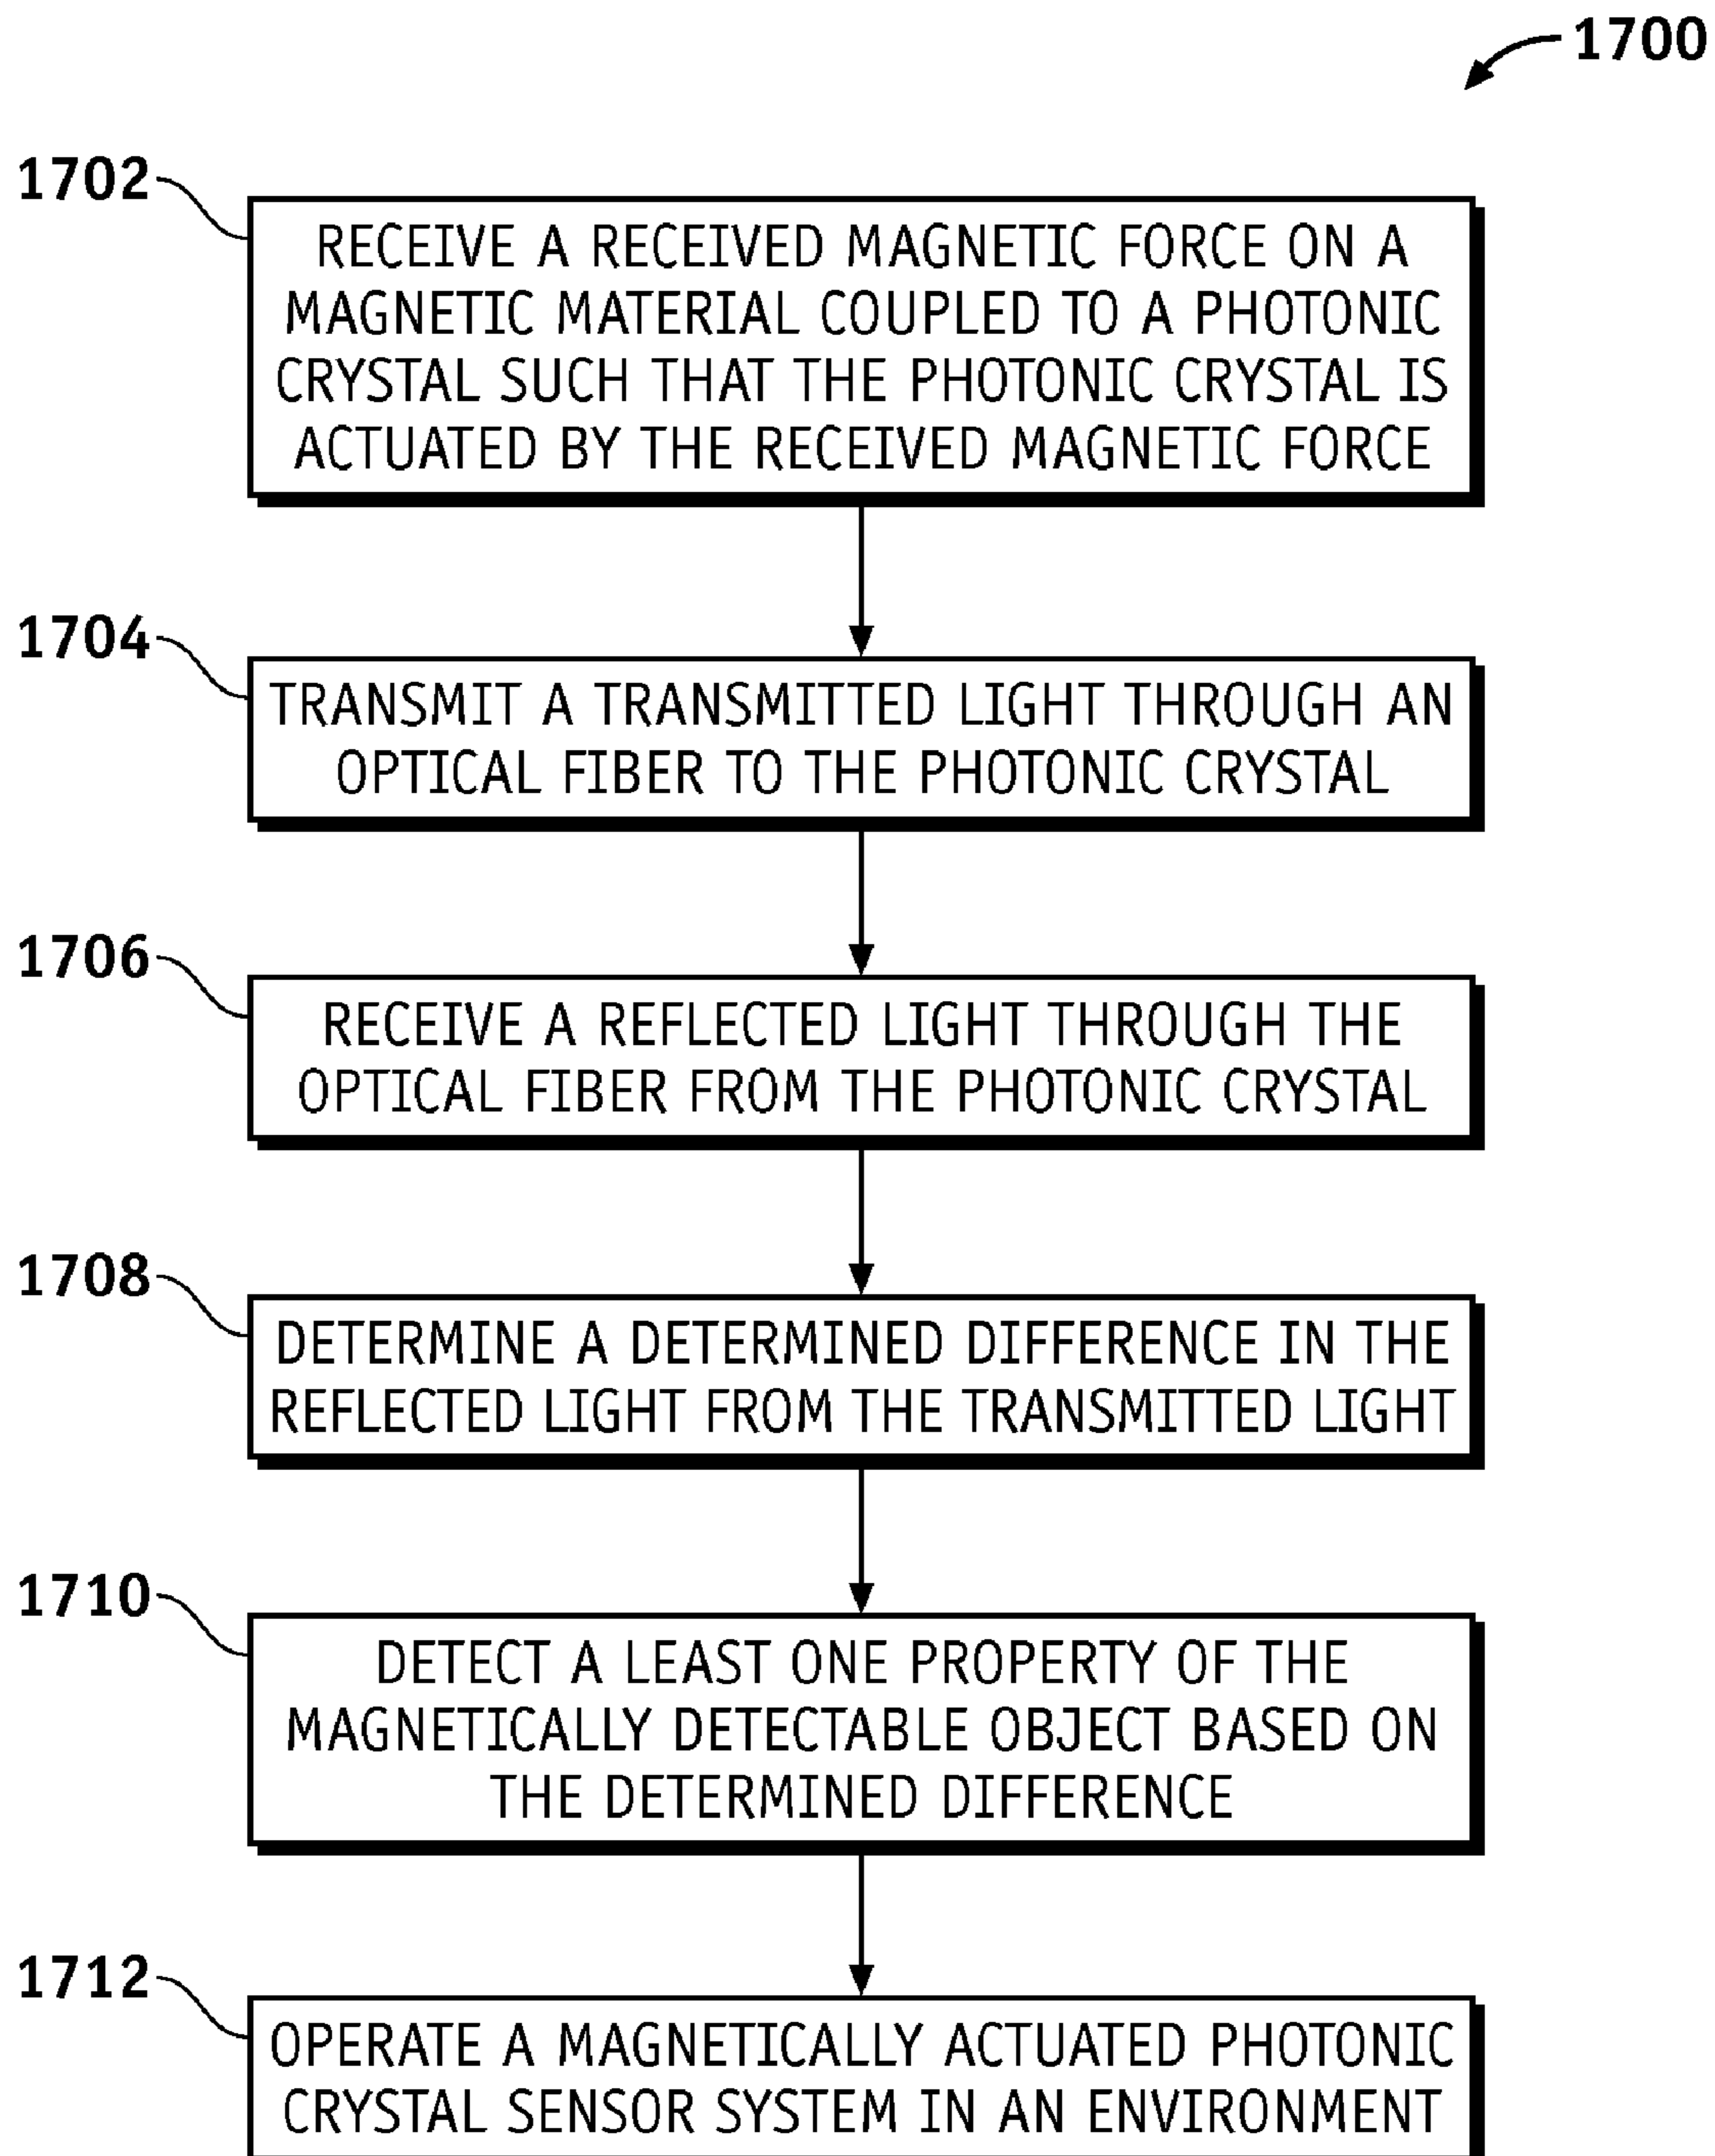 1700
1702
RECEIVE A RECEIVED MAGNETIC FORCE ON A
MAGNETIC MATERIAL COUPLED TO A PHOTONIC
CRYSTAL SUCH THAT THE PHOTONIC CRYSTAL IS
ACTUATED BY THE RECEIVED MAGNETIC FORCE
1704
TRANSMIT A TRANSMITTED LIGHT THROUGH AN
OPTICAL FIBER TO THE PHOTONIC CRYSTAL
1706
RECEIVE A REFLECTED LIGHT THROUGH THE
OPTICAL FIBER FROM THE PHOTONIC CRYSTAL
1708
DETERMINE A DETERMINED DIFFERENCE IN THE
REFLECTED LIGHT FROM THE TRANSMITTED LIGHT
1710
DETECT A LEAST ONE PROPERTY OF THE
MAGNETICALLY DETECTABLE OBJECT BASED ON
THE DETERMINED DIFFERENCE
1712
OPERATE A MAGNETICALLY ACTUATED PHOTONIC
CRYSTAL SENSOR SYSTEM IN AN ENVIRONMENT